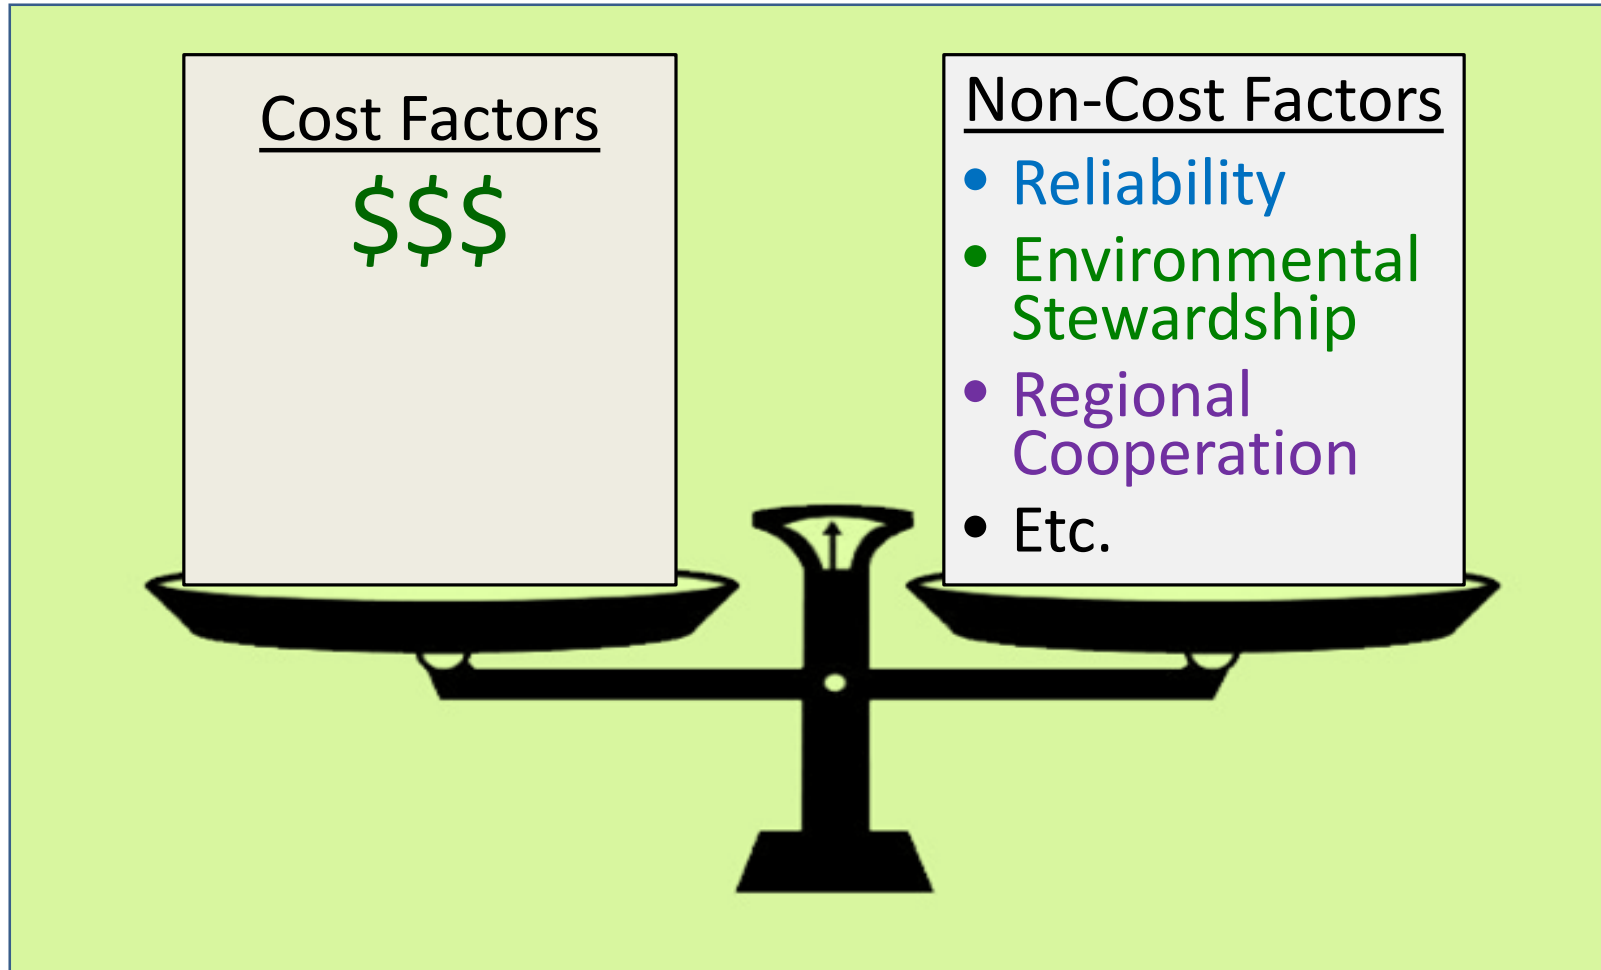 Cost Factors
$$$
Non-Cost Factors
• Reliability
• Environmental
Stewardship
• Regional
Cooperation
• Etc.